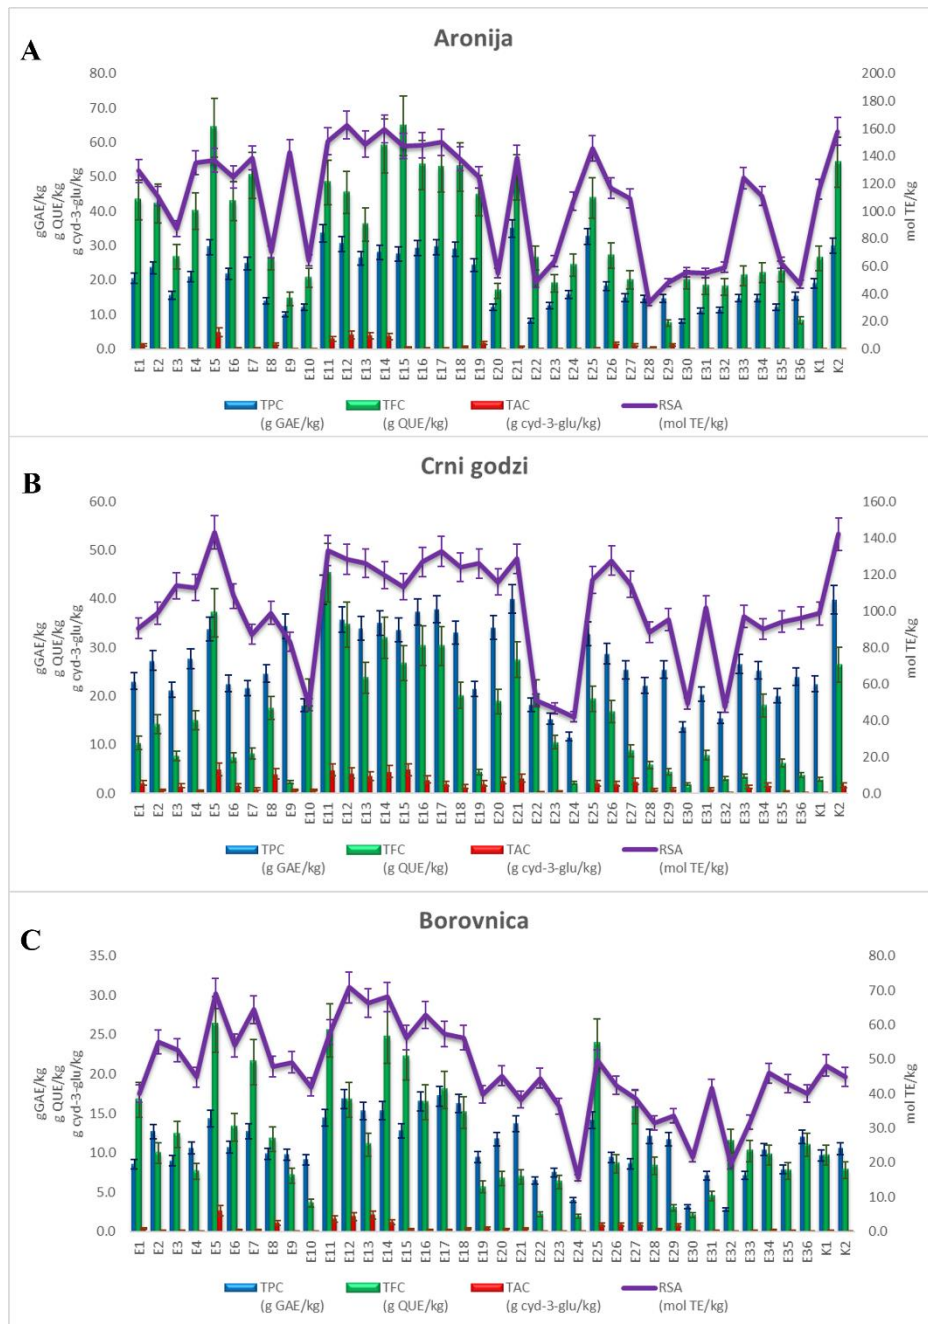 A
Aronija
80.0
70.0
60.0
50.0
40.0
30.0
20.0
10.0
0.0
gGAE/kg
g QUE/kg
g cyd-3-glu/kg
200.0
180.0
160.0
140.0
120.0
100.0
80.0
60.0
40.0
20.0
0.0
mol TE/kg
E1 E2 E3 E4 E5 E6 E7 E8 E9 E10 E11 E12 E13 E14 E15 E16 E17 E18 E19 E20 E21 E22 E23 E24 E25 E26 E27 E28 E29 E30 E31 E32 E33 E34 E35 E36 K1 K2
TPC TFC TAC RSA
(g GAE/kg) (g QUE/kg) (g cyd-3-glu/kg) (mol TE/kg)
B
Crni godzi
60.0
50.0
40.0
30.0
20.0
10.0
0.0
gGAE/kg
g QUE/kg
g cyd-3-glu/kg
160.0
140.0
120.0
100.0
80.0
60.0
40.0
20.0
0.0
mol TE/kg
E1 E2 E3 E4 E5 E6 E7 E8 E9 E10 E11 E12 E13 E14 E15 E16 E17 E18 E19 E20 E21 E22 E23 E24 E25 E26 E27 E28 E29 E30 E31 E32 E33 E34 E35 E36 K1 K2
TPC TFC TAC RSA
(g GAE/kg) (g QUE/kg) (g cyd-3-glu/kg) (mol TE/kg)
C
Borovnica
35.0
30.0
25.0
20.0
15.0
10.0
5.0
0.0
gGAE/kg
g QUE/kg
g cyd-3-glu/kg
80.0
70.0
60.0
50.0
40.0
30.0
20.0
10.0
0.0
mol TE/kg
E1 E2 E3 E4 E5 E6 E7 E8 E9 E10 E11 E12 E13 E14 E15 E16 E17 E18 E19 E20 E21 E22 E23 E24 E25 E26 E27 E28 E29 E30 E31 E32 E33 E34 E35 E36 K1 K2
TPC TFC TAC RSA
(g GAE/kg) (g QUE/kg) (g cyd-3-glu/kg) (mol TE/kg)